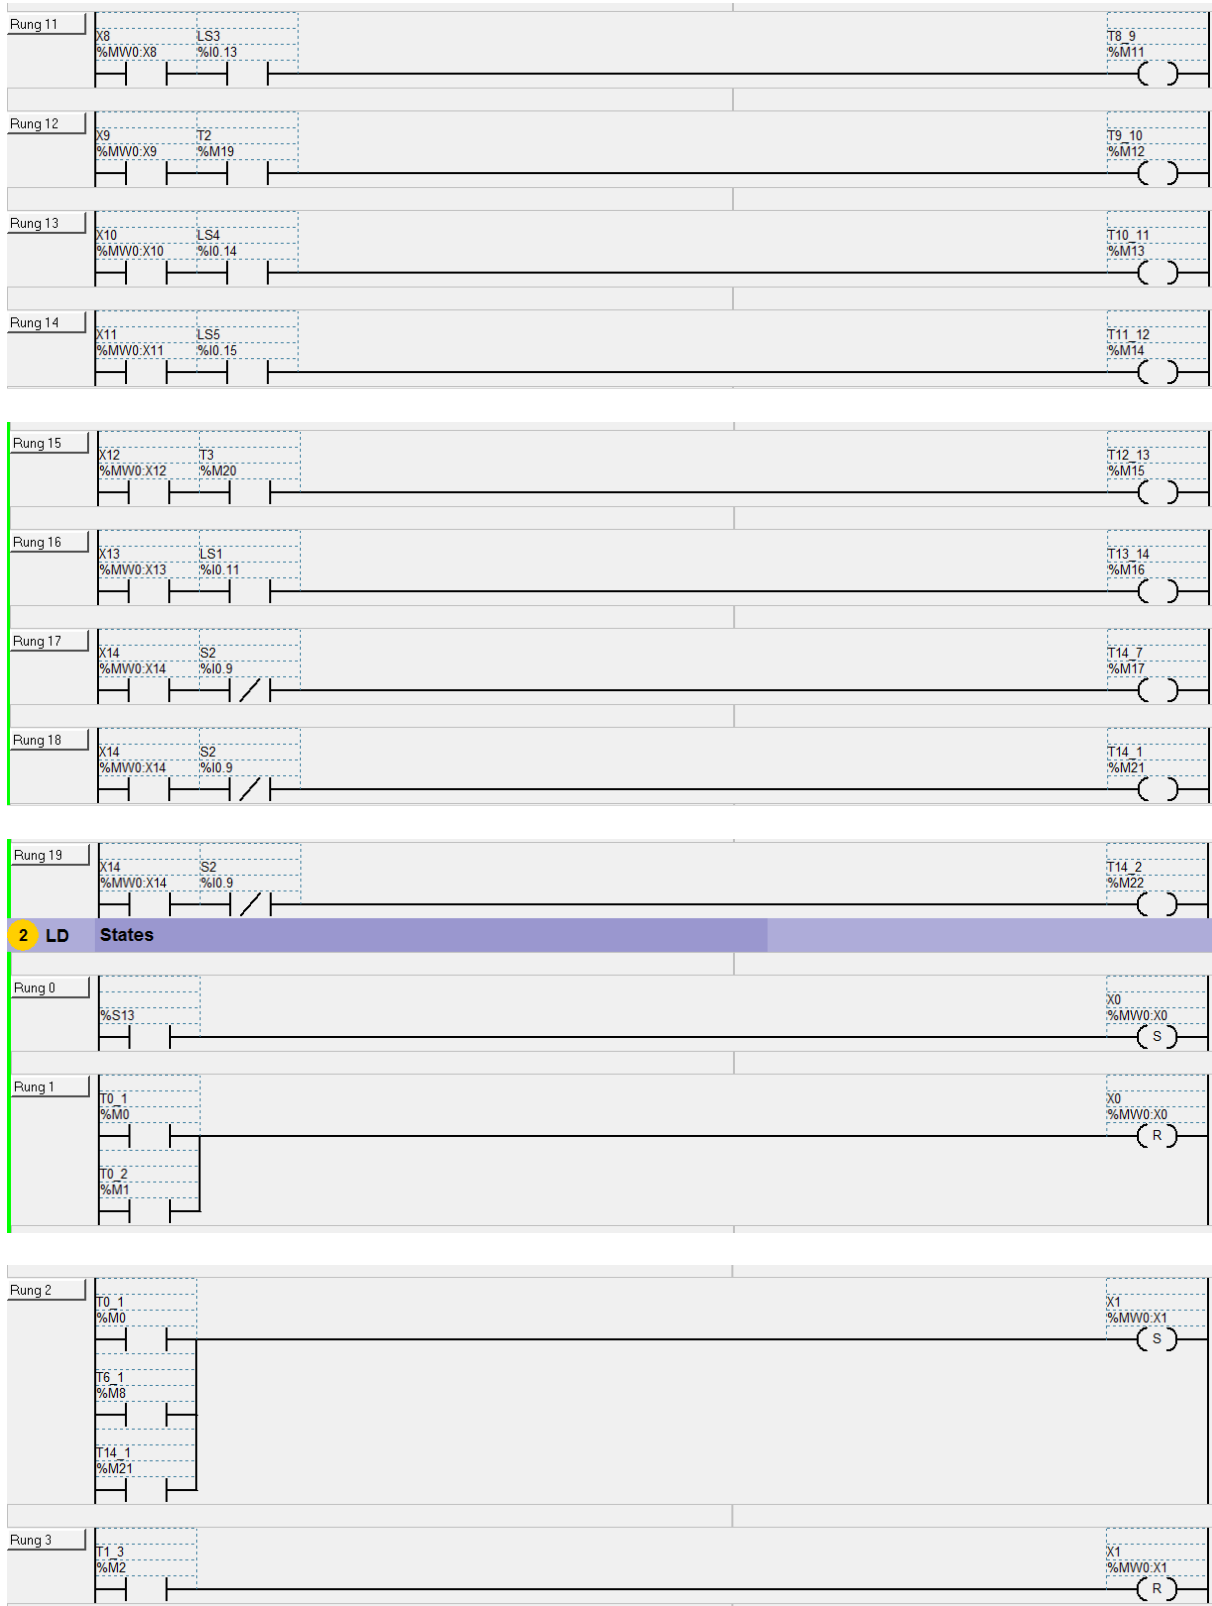 Rung 11
X8 LS3 T8_9
%MW0:X8 %I0.13 %M11
Rung 12
X9 T2 T9_10
%MW0:X9 %M19 %M12
Rung 13
X10 LS4 T10_11
%MW0:X10 %I0.14 %M13
Rung 14
X11 LS5 T11_12
%MW0:X11 %I0.15 %M14
Rung 15
X12 T3 T12_13
%MW0:X12 %M20 %M15
Rung 16
X13 LS1 T13_14
%MW0:X13 %I0.11 %M16
Rung 17
X14 S2 T14_7
%MW0:X14 %I0.9 %M17
Rung 18
X14 S2 T14_1
%MW0:X14 %I0.9 %M21
Rung 19
X14 S2 T14_2
%MW0:X14 %I0.9 %M22
2 LD States
Rung 0
X0
%S13 %MW0:X0
S
Rung 1
T0_1 X0
%M0 %MW0:X0
R
T0_2
%M1
Rung 2
T0_1 X1
%M0 %MW0:X1
S
T6_1
%M8
T14_1
%M21
Rung 3
T1_3 X1
%M2 %MW0:X1
R